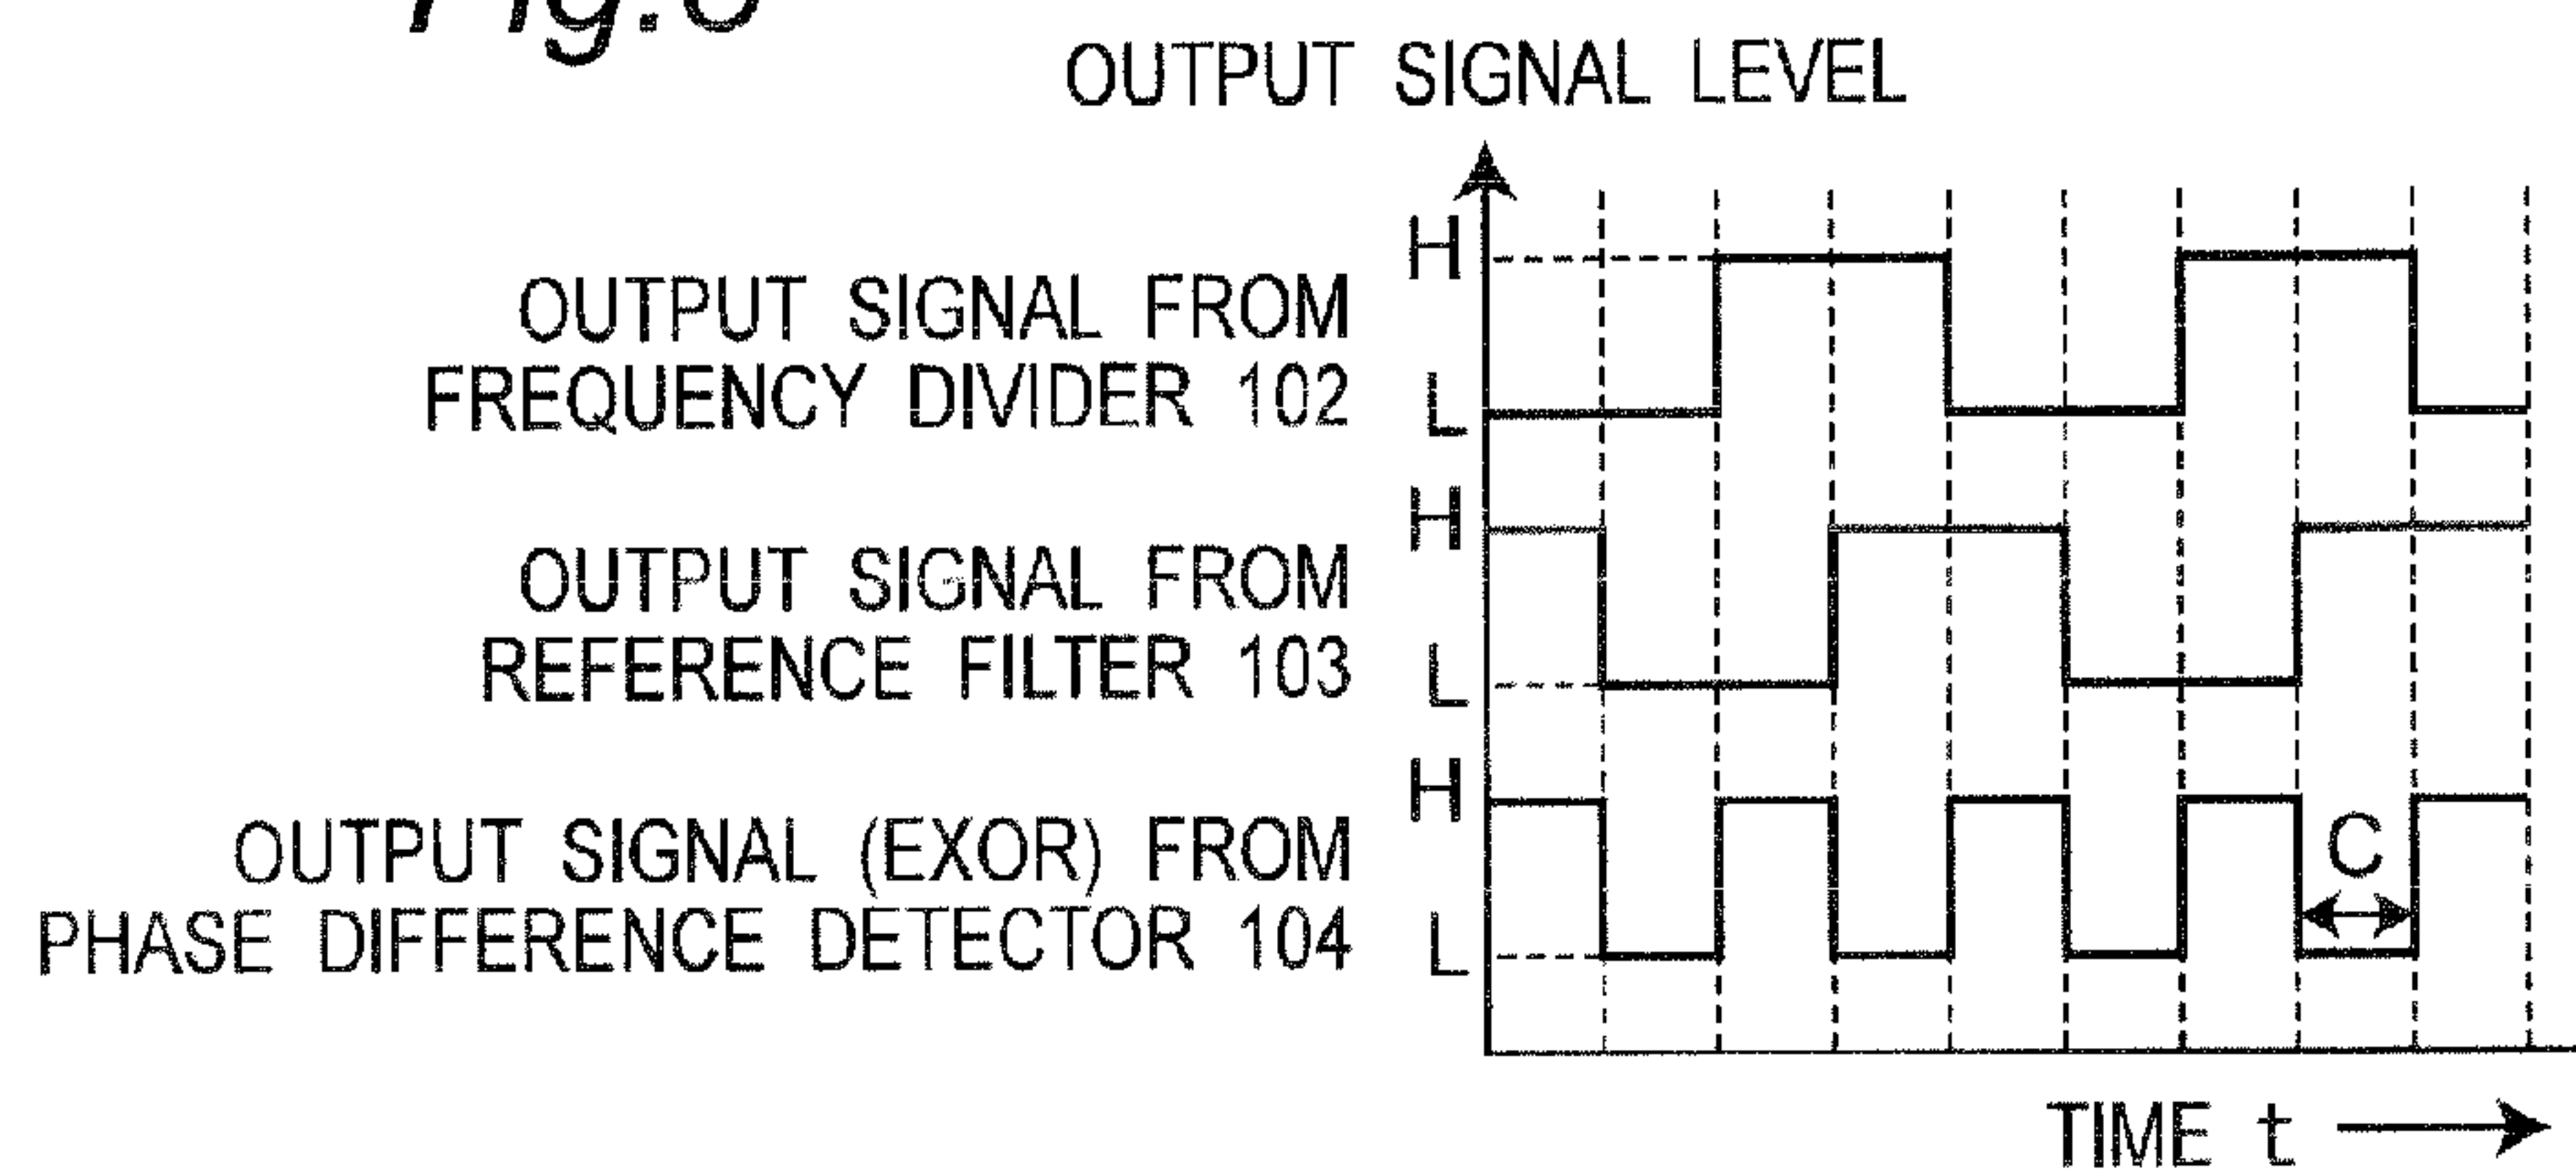 OUTPUT SIGNAL LEVEL
H
OUTPUT SIGNAL FROM
FREQUENCY DIVIDER 102
L
H
OUTPUT SIGNAL FROM
REFERENCE FILTER 103
L
H
OUTPUT SIGNAL (EXOR) FROM
C
PHASE DIFFERENCE DETECTOR 104
L
TIME t